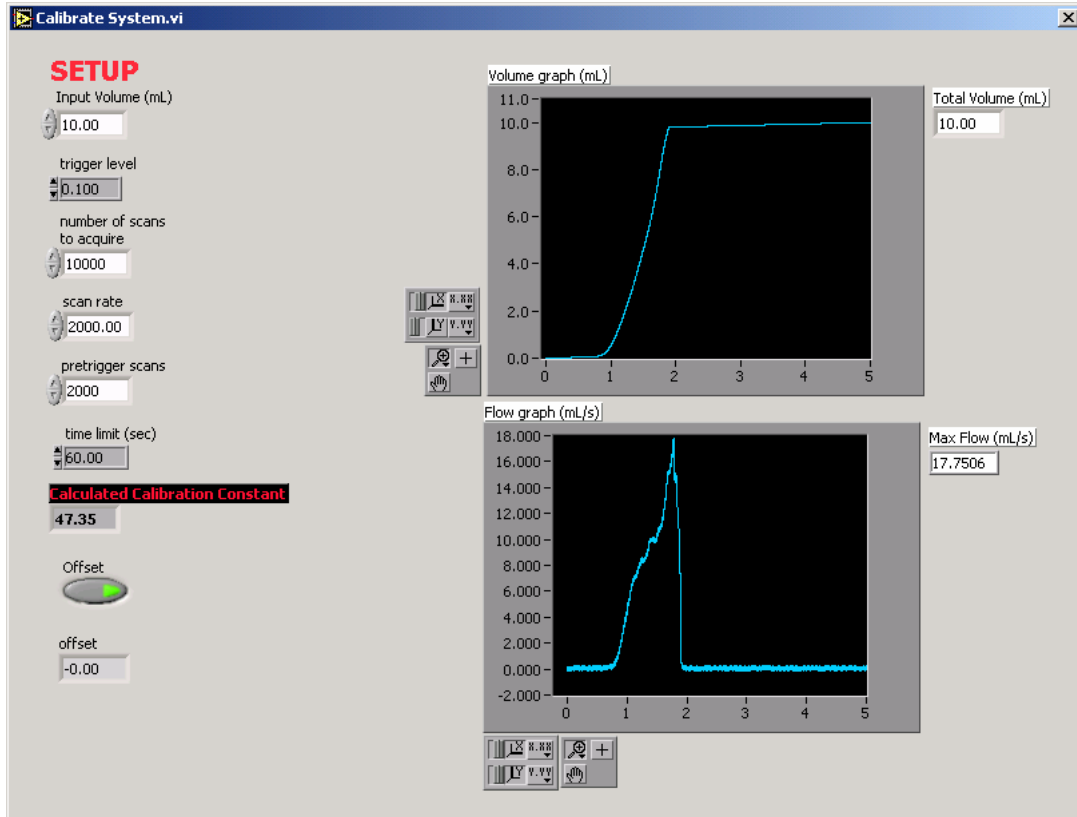 Calibrate System.vi
SETUP
Input Volume (mL)
10.00
trigger level
0.100
number of scans
to acquire
10000
scan rate
2000.00
pretrigger scans
2000
time limit (sec)
60.00
Calculated Calibration Constant
47.35
Offset
offset
-0.00
Volume graph (mL)
11.0
10.0
8.0
6.0
4.0
2.0
0.0
0 1 2 3 4 5
Total Volume (mL)
10.00
X X.XX
Y Y.YY
Flow graph (mL/s)
18.000
16.000
14.000
12.000
10.000
8.000
6.000
4.000
2.000
0.000
-2.000
0 1 2 3 4 5
Max Flow (mL/s)
17.7506
X X.XX
Y Y.YY